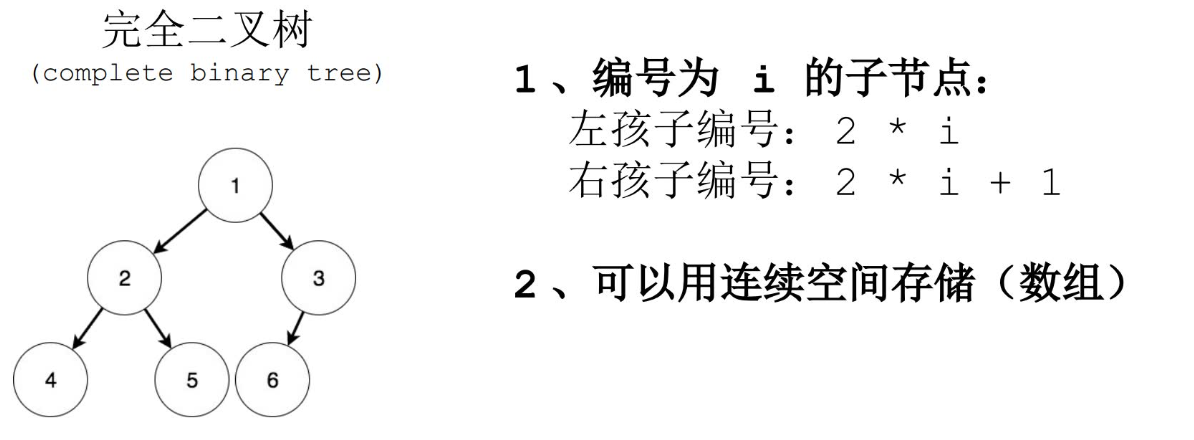 完全二叉树
(complete binary tree)
1
2
3
4
5
6
1、编号为 i 的子节点:
左孩子编号: 2 * i
右孩子编号: 2 * i + 1
2、可以用连续空间存储(数组)